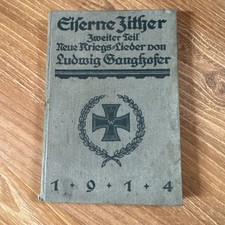 Eiserne Zither
Zweiter Teil
Neue Kriegs-Lieder von
Ludwig Ganghofer
1 • 9 • 1 • 4